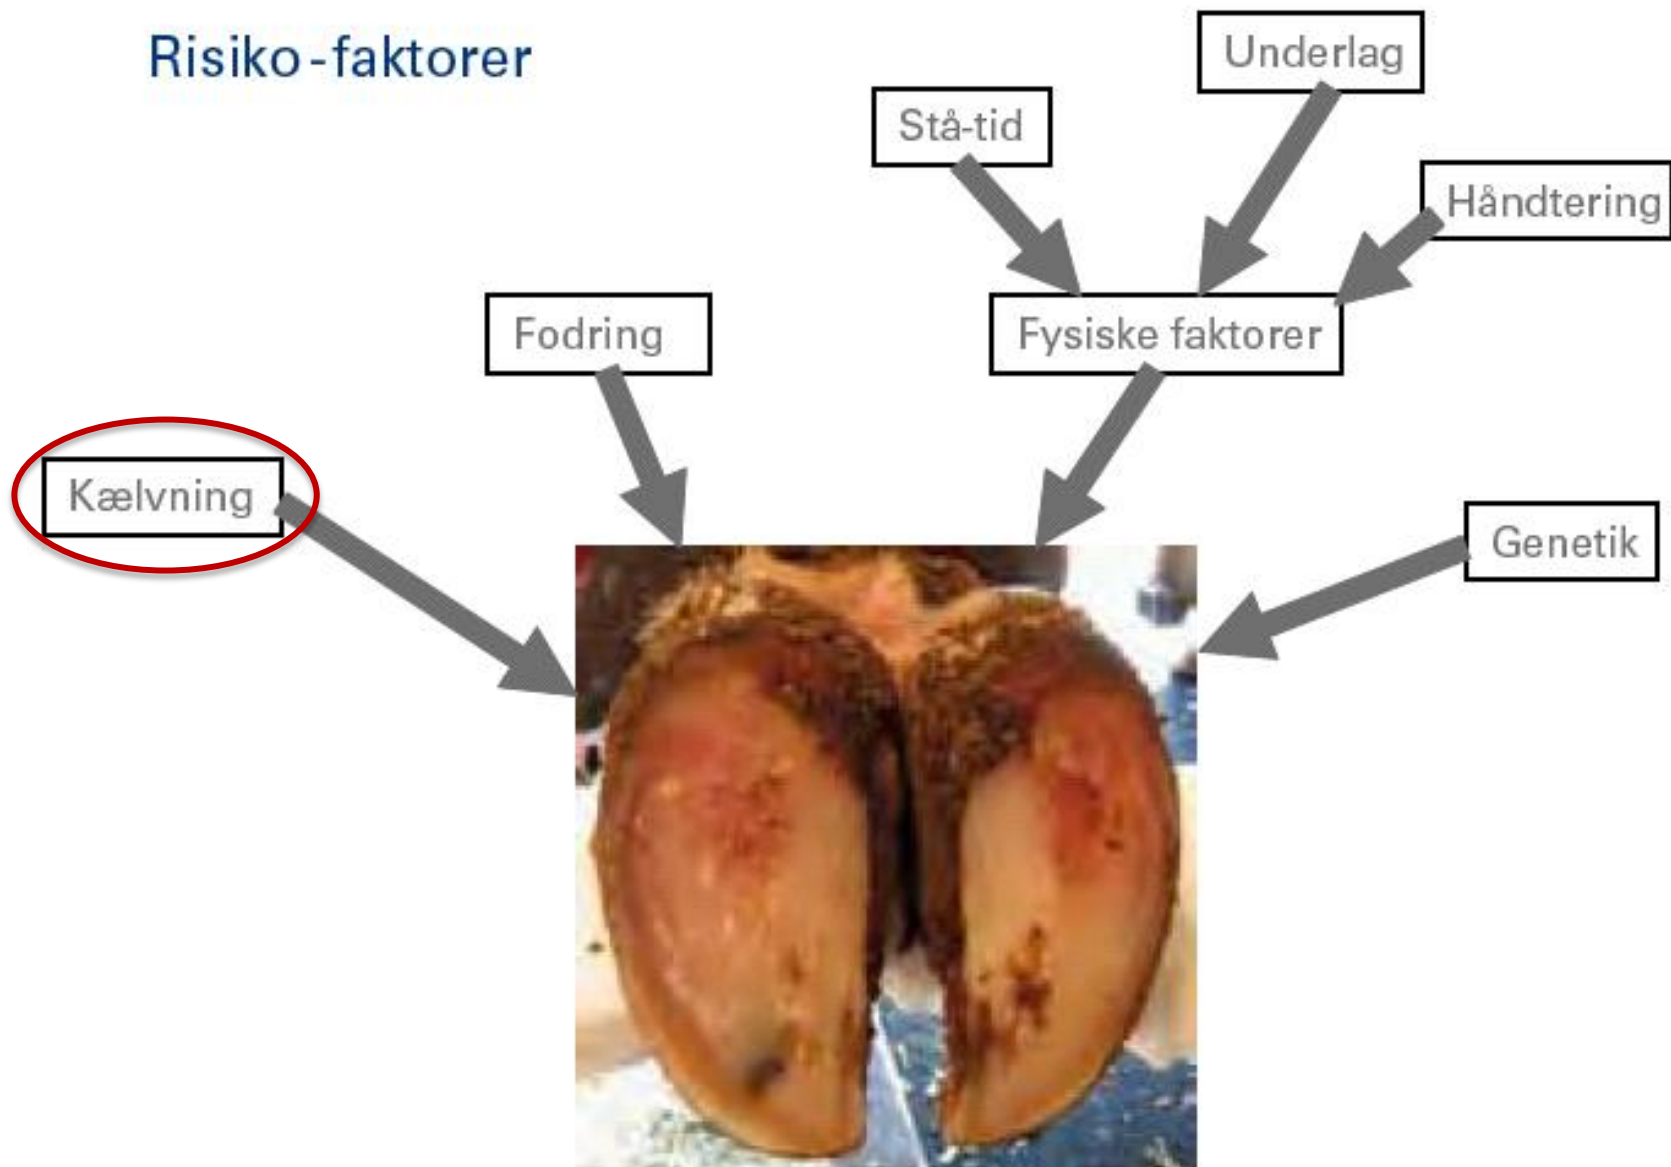 Risiko-faktorer
Underlag
Stå-tid
Håndtering
Fodring
Fysiske faktorer
Kælvning
Genetik